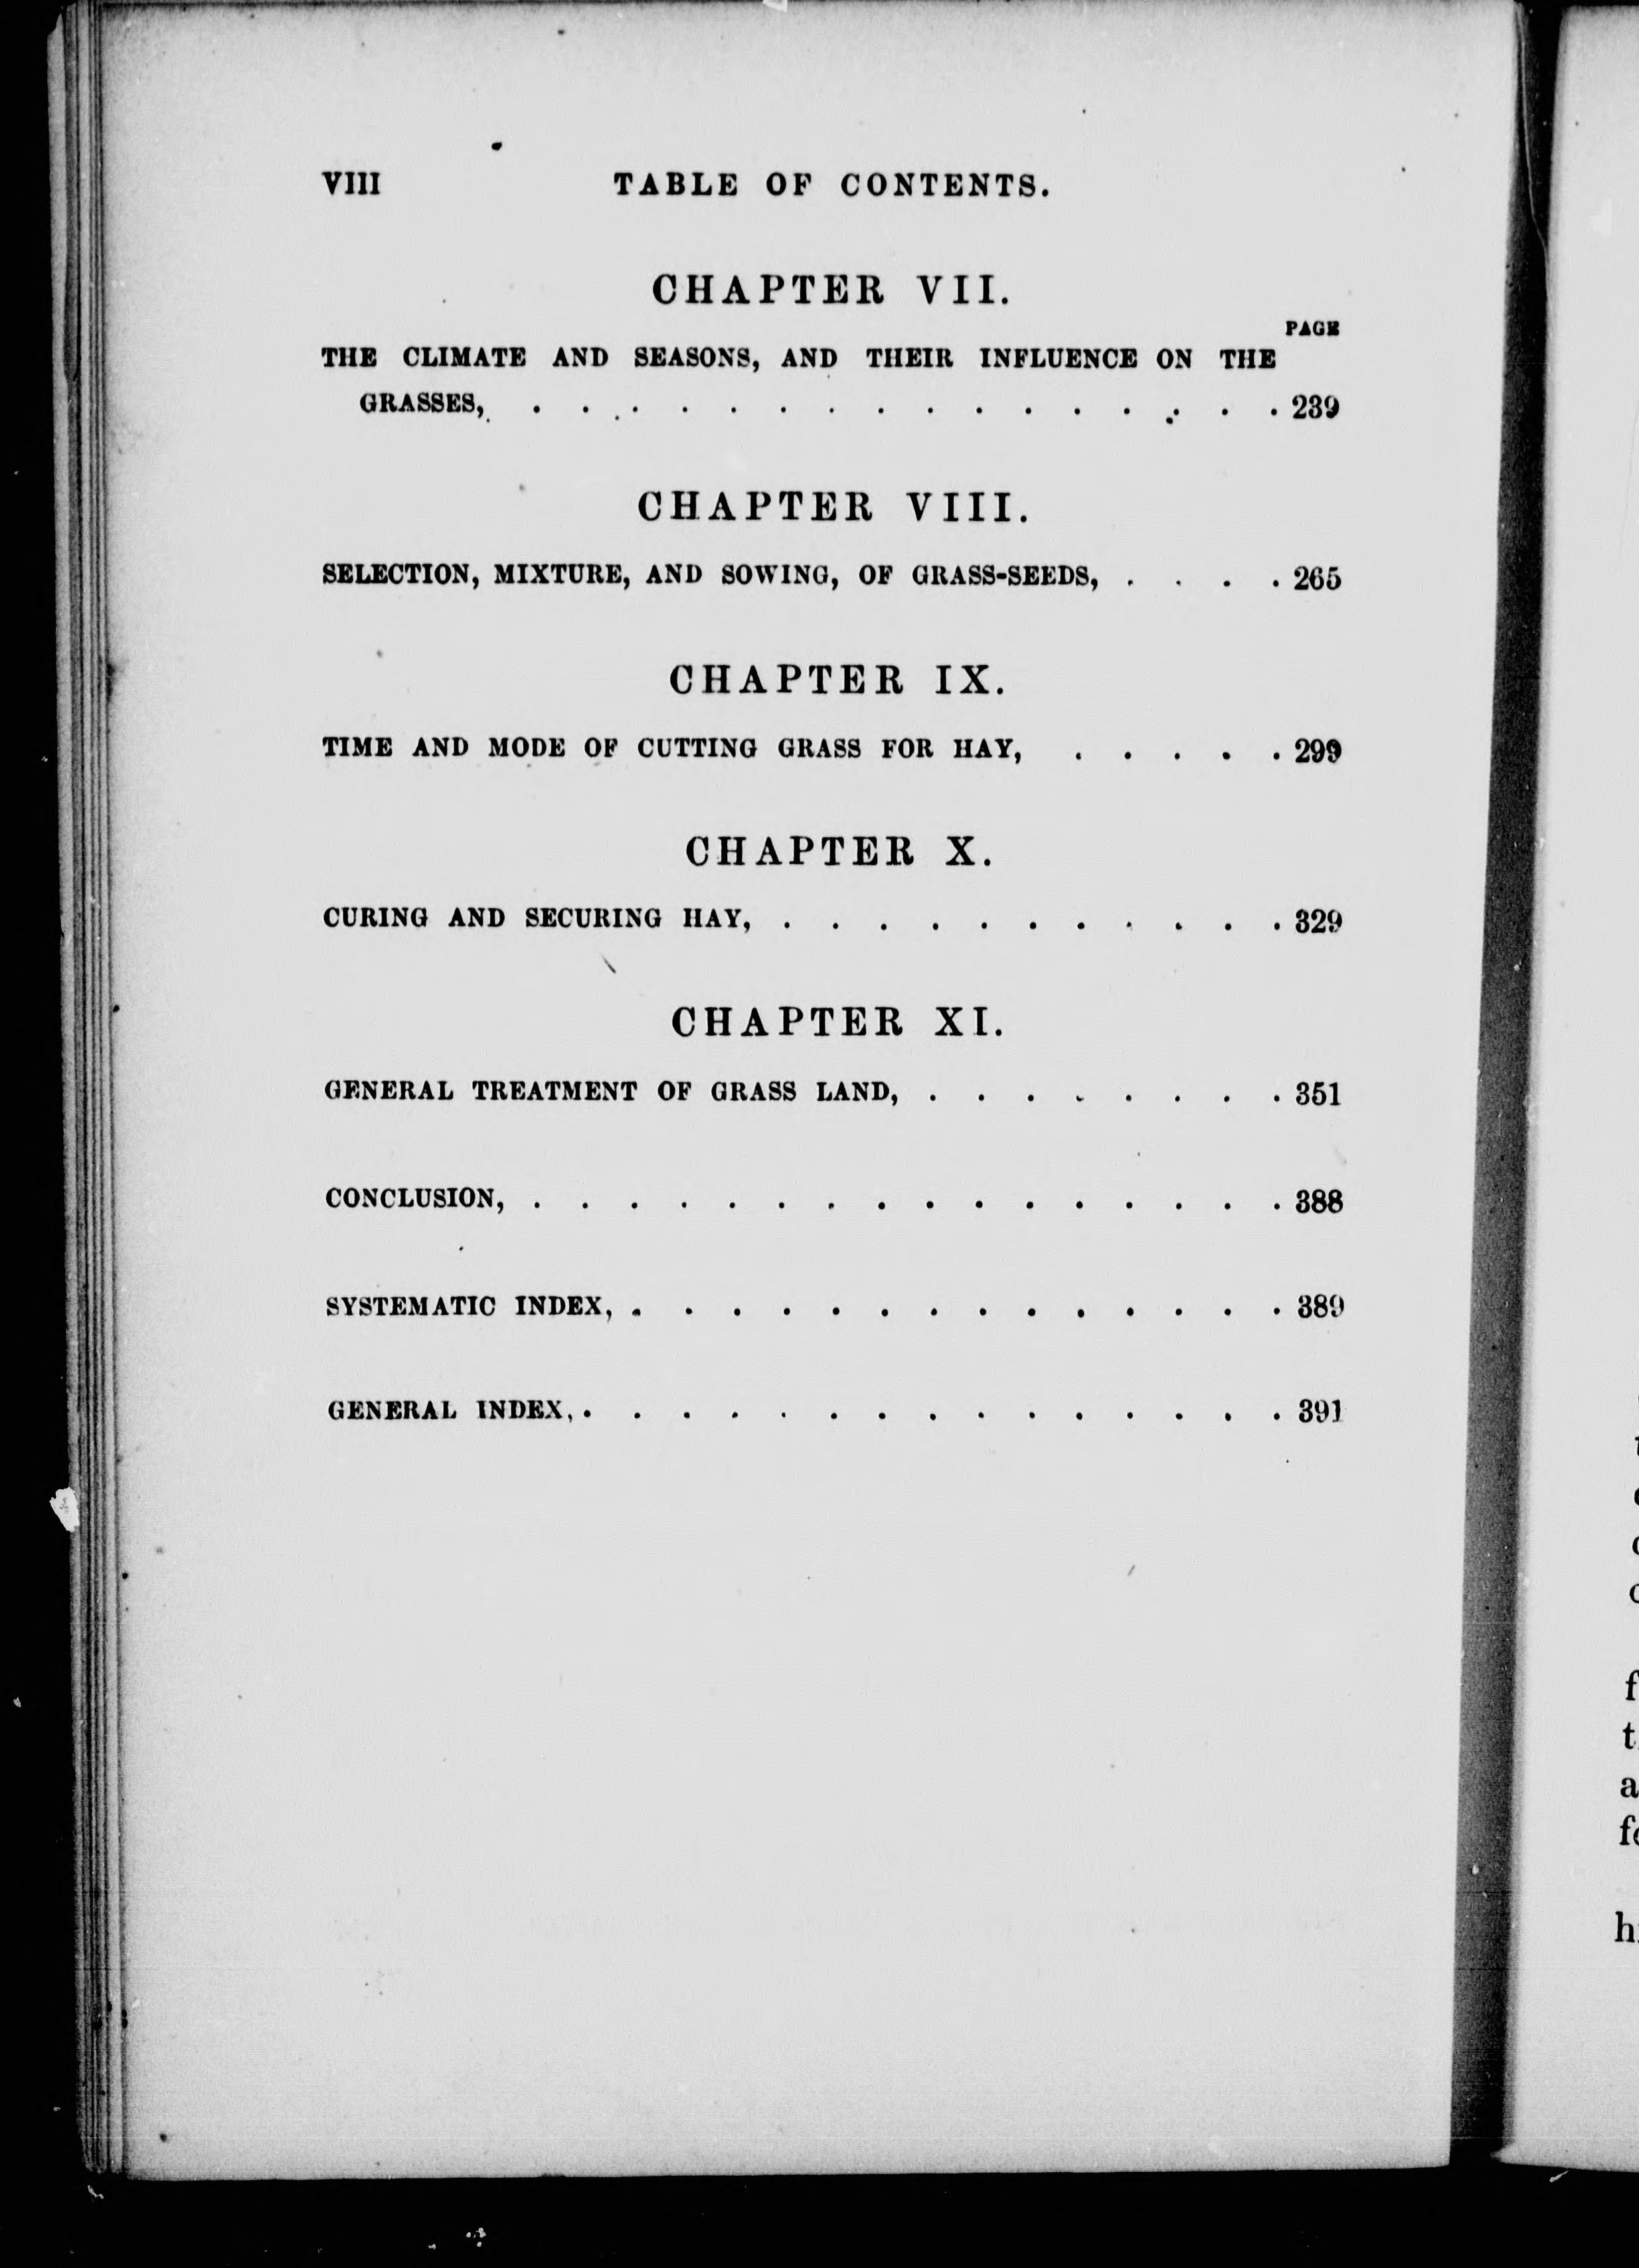 VIII TABLE OF CONTENTS.
CHAPTER VII.
PAGE
THE CLIMATE AND SEASONS, AND THEIR INFLUENCE ON THE
GRASSES, . . . . . . . . . . . . . . . . 239
CHAPTER VIII.
SELECTION, MIXTURE, AND SOWING, OF GRASS-SEEDS, . . . . 265
CHAPTER IX.
TIME AND MODE OF CUTTING GRASS FOR HAY, . . . . . 299
CHAPTER X.
CURING AND SECURING HAY, . . . . . . . . . . . 329
CHAPTER XI.
GENERAL TREATMENT OF GRASS LAND, . . . . . . . . 351
CONCLUSION, . . . . . . . . . . . . . . . . 388
SYSTEMATIC INDEX, . . . . . . . . . . . . . . 389
GENERAL INDEX, . . . . . . . . . . . . . . . 391